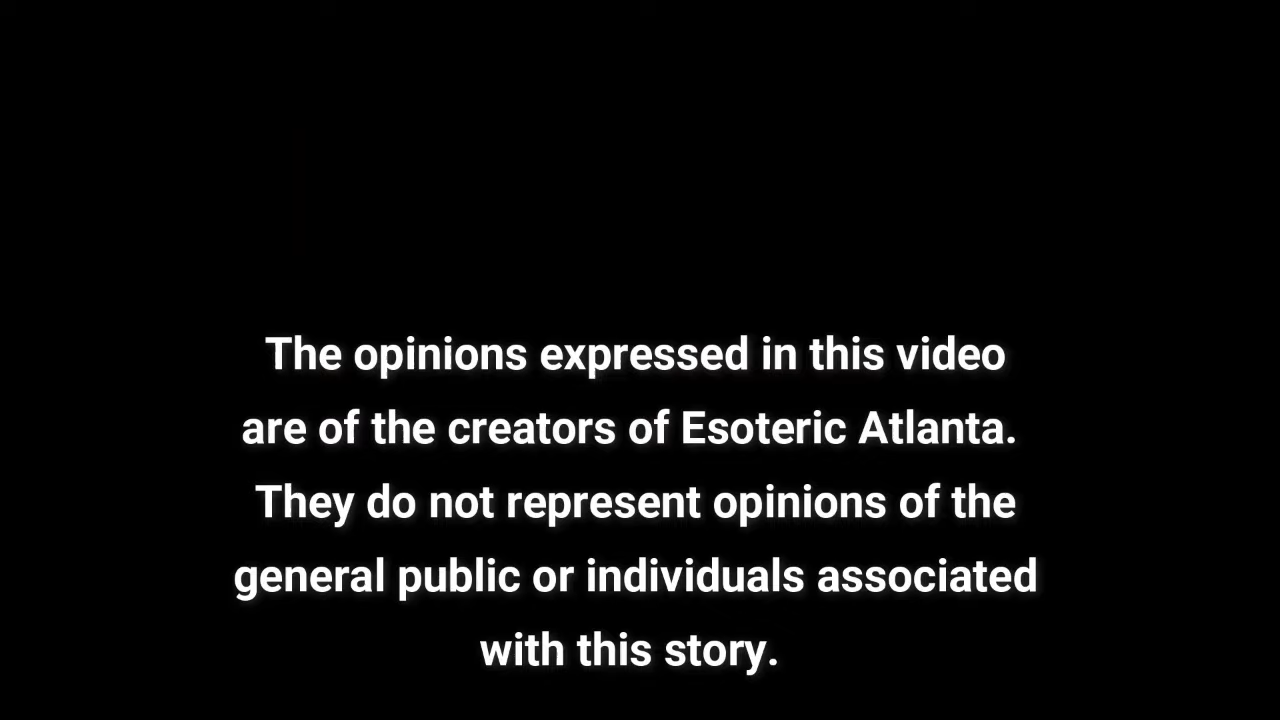 The opinions expressed in this video
are of the creators of Esoteric Atlanta.
They do not represent opinions of the
general public or individuals associated
with this story.